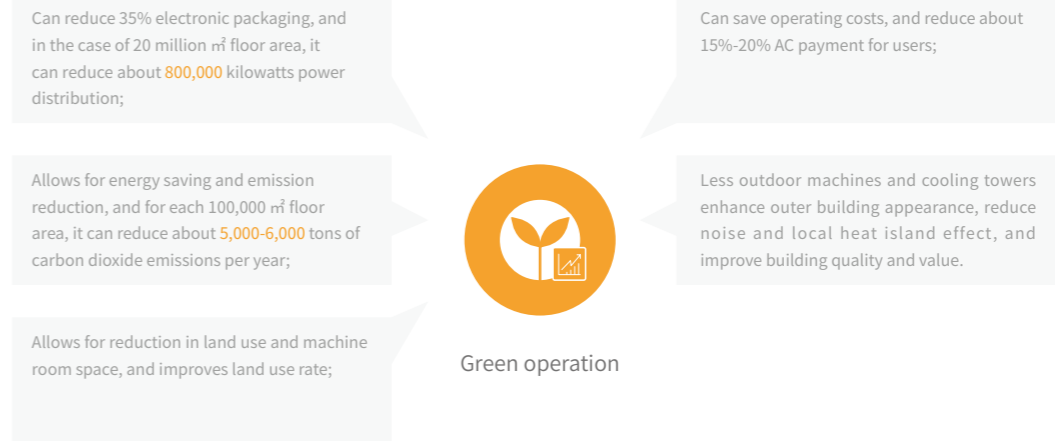 Can reduce 35% electronic packaging, and
in the case of 20 million ㎡ floor area, it
can reduce about 800,000 kilowatts power
distribution;
Allows for energy saving and emission
reduction, and for each 100,000 ㎡ floor
area, it can reduce about 5,000-6,000 tons of
carbon dioxide emissions per year;
Allows for reduction in land use and machine
room space, and improves land use rate;
Green operation
Can save operating costs, and reduce about
15%-20% AC payment for users;
Less outdoor machines and cooling towers
enhance outer building appearance, reduce
noise and local heat island effect, and
improve building quality and value.